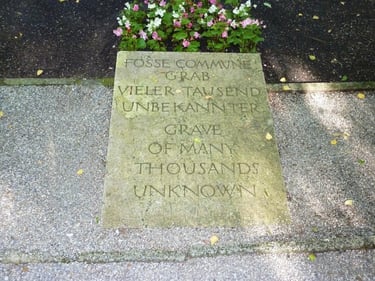 FOSSE COMMUNE
GRAB
VIELER TAUSEND
UNBEKANNTER
GRAVE
OF MANY
THOUSANDS
UNKNOWN